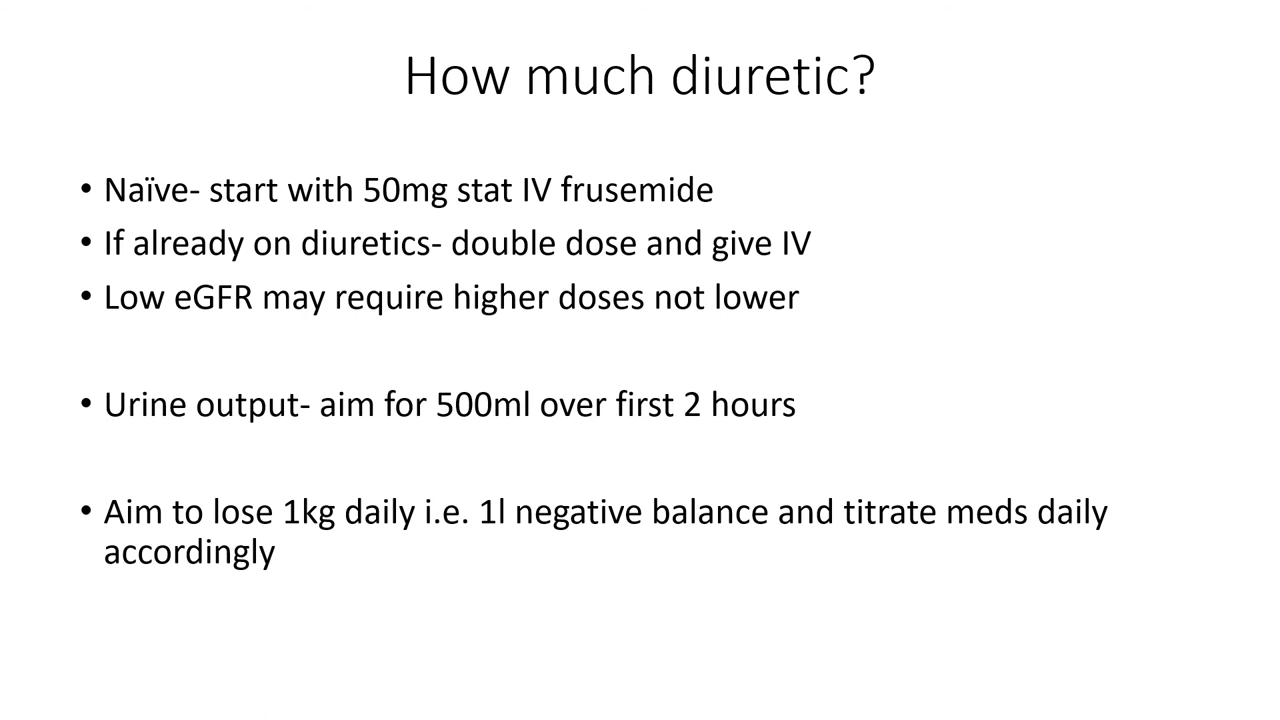 How much diuretic?
• Naïve- start with 50mg stat IV frusemide
• If already on diuretics- double dose and give IV
• Low eGFR may require higher doses not lower
• Urine output- aim for 500ml over first 2 hours
• Aim to lose 1kg daily i.e. 1l negative balance and titrate meds daily
accordingly